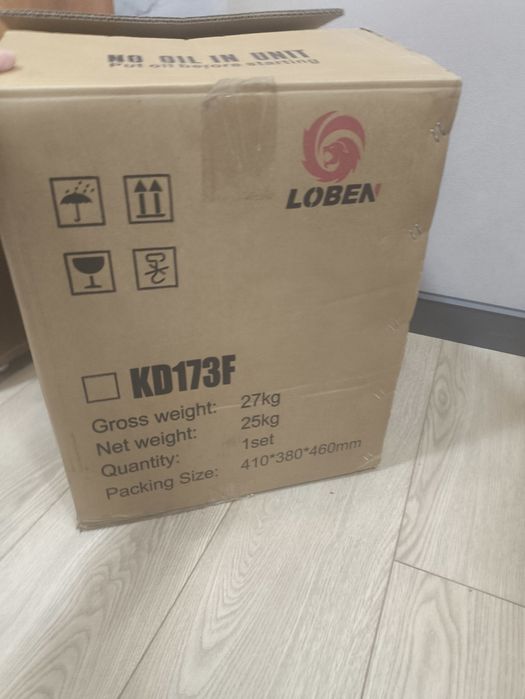 NO OIL IN UNIT
Put oil before starting
LOBEN
KD173F
Gross weight: 27kg
Net weight: 25kg
Quantity: 1set
Packing Size: 410*380*460mm